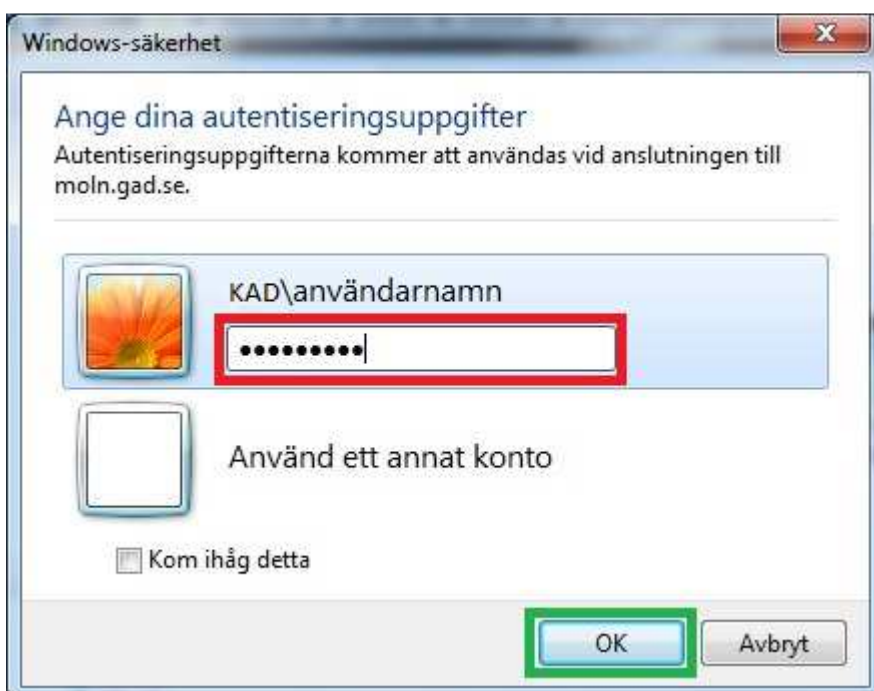 Windows-säkerhet
Ange dina autentiseringsuppgifter
Autentiseringsuppgifterna kommer att användas vid anslutningen till
moln.gad.se.
KAD\användarnamn
●●●●●●●●●
Använd ett annat konto
Kom ihåg detta
OK
Avbryt